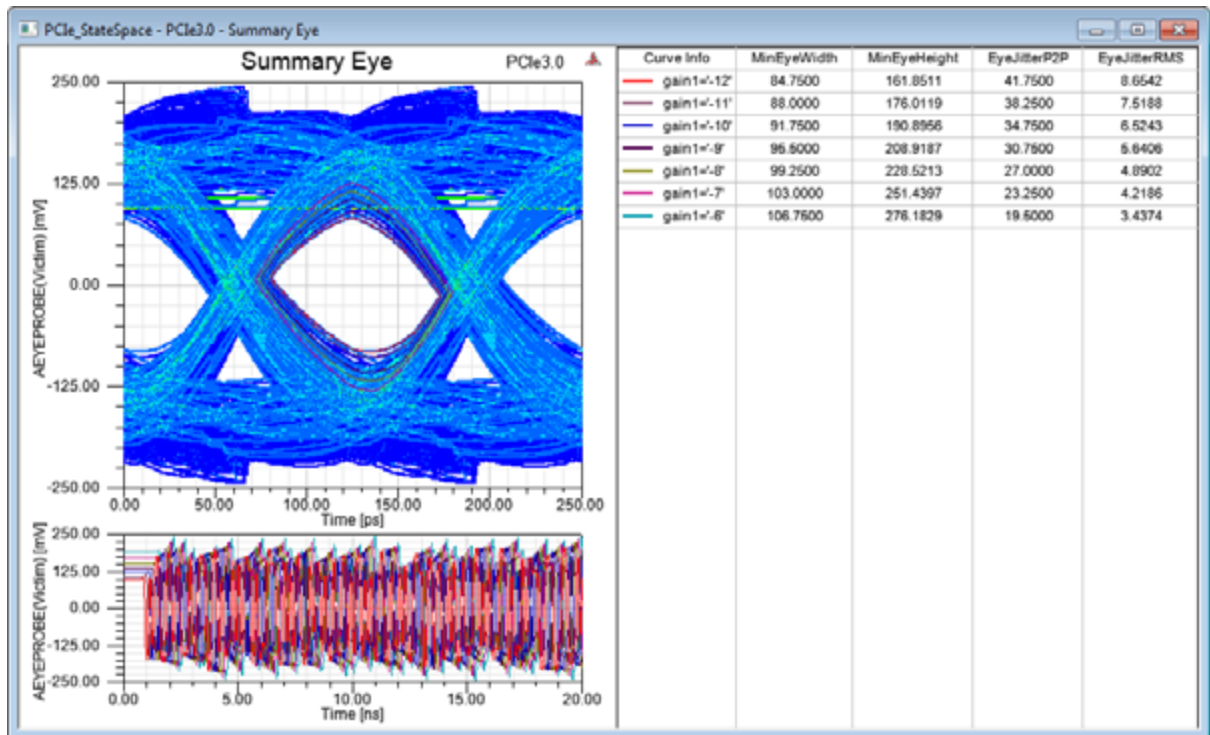 PCIe_StateSpace - PCIe3.0 - Summary Eye
Summary Eye
PCIe3.0
250.00
125.00
0.00
-125.00
-250.00
AEYEPROBE(Victim) [mV]
0.00 50.00 100.00 150.00 200.00 250.00
Time [ps]
250.00
125.00
0.00
-125.00
-250.00
AEYEPROBE(Victim) [mV]
0.00 5.00 10.00 15.00 20.00
Time [ns]
Curve Info MinEyeWidth MinEyeHeight EyeJitterP2P EyeJitterRMS
gain1='-12' 84.7500 161.8511 41.7500 8.6542
gain1='-11' 88.0000 176.0119 38.2500 7.5188
gain1='-10' 91.7500 190.8956 34.7500 6.5243
gain1='-9' 95.5000 208.9187 30.7500 5.6406
gain1='-8' 99.2500 228.5213 27.0000 4.8902
gain1='-7' 103.0000 251.4397 23.2500 4.2186
gain1='-6' 106.7500 276.1829 19.5000 3.4374